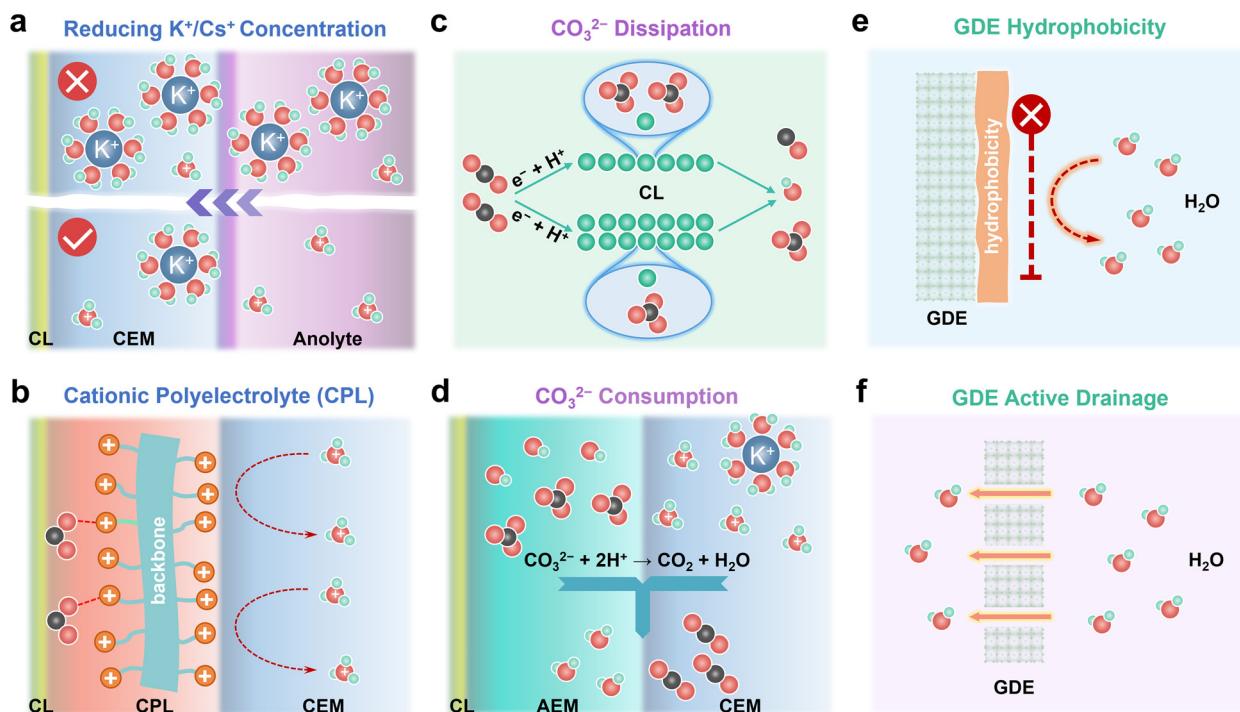 a Reducing K⁺/Cs⁺ Concentration
K⁺
K⁺
K⁺
K⁺
+
+
K⁺
+
+
+
CL CEM Anolyte
b Cationic Polyelectrolyte (CPL)
+ + + + + + + + + + + + + +
backbone
+
+
+
+
CL CPL CEM
c CO₃²⁻ Dissipation
e⁻ + H⁺
CL
e⁻ + H⁺
d CO₃²⁻ Consumption
K⁺
+
+
+
+
CO₃²⁻ + 2H⁺ → CO₂ + H₂O
CL AEM CEM
e GDE Hydrophobicity
hydrophobicity
H₂O
GDE
f GDE Active Drainage
H₂O
GDE